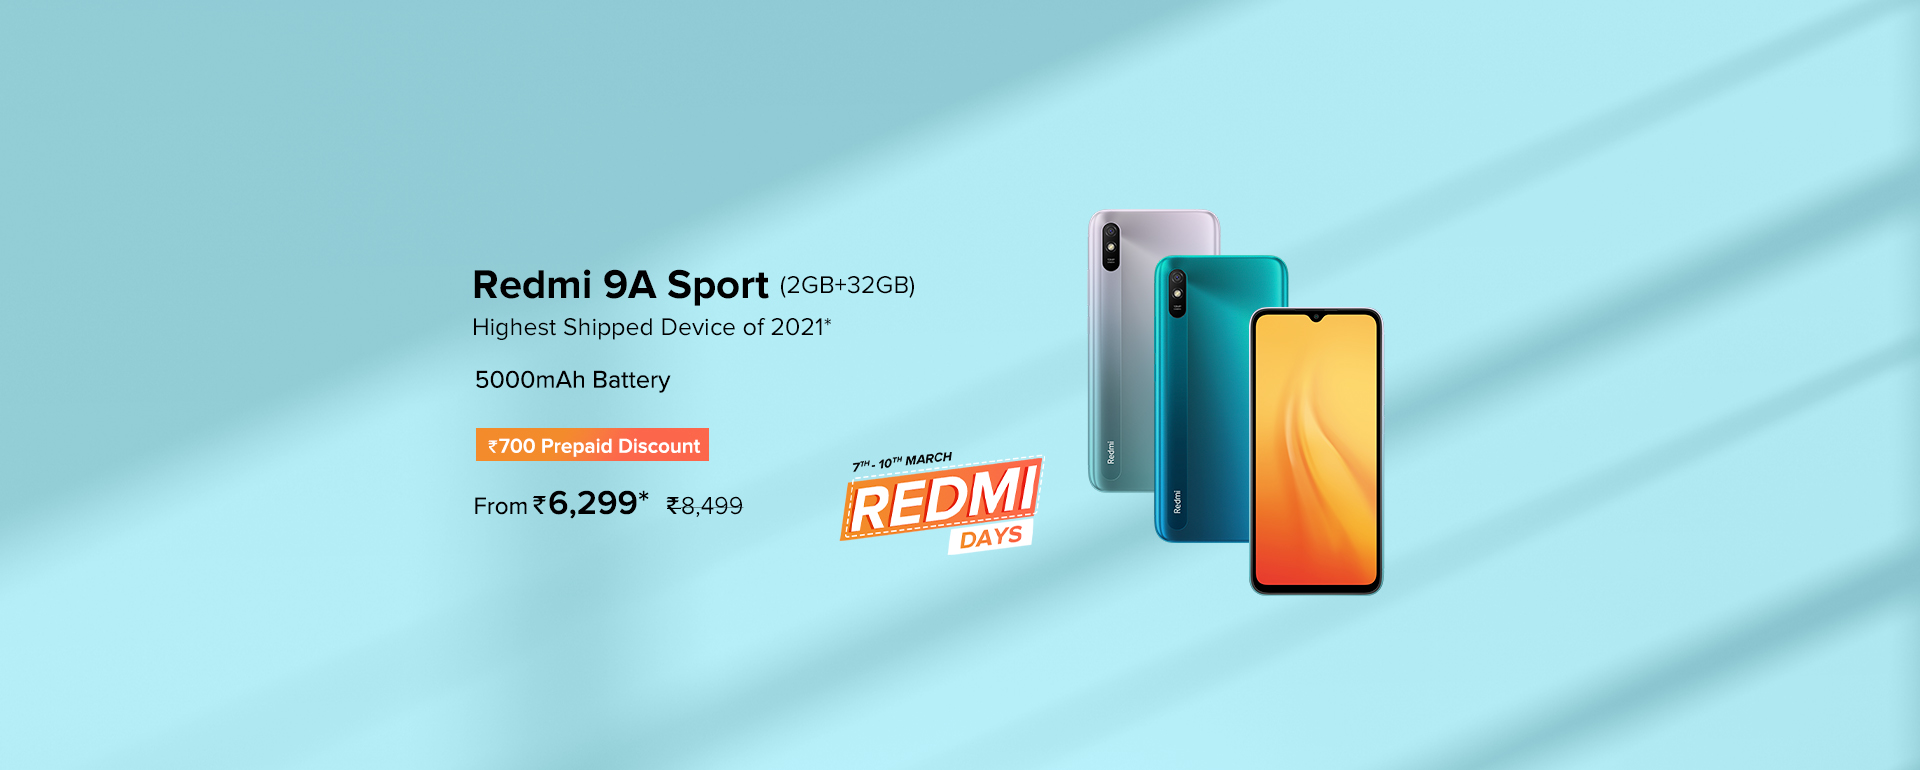 Redmi 9A Sport (2GB+32GB)
Highest Shipped Device of 2021*
5000mAh Battery
₹700 Prepaid Discount
From ₹6,299* ₹8,499
7TH - 10TH MARCH
REDMI
DAYS
Redmi
Redmi